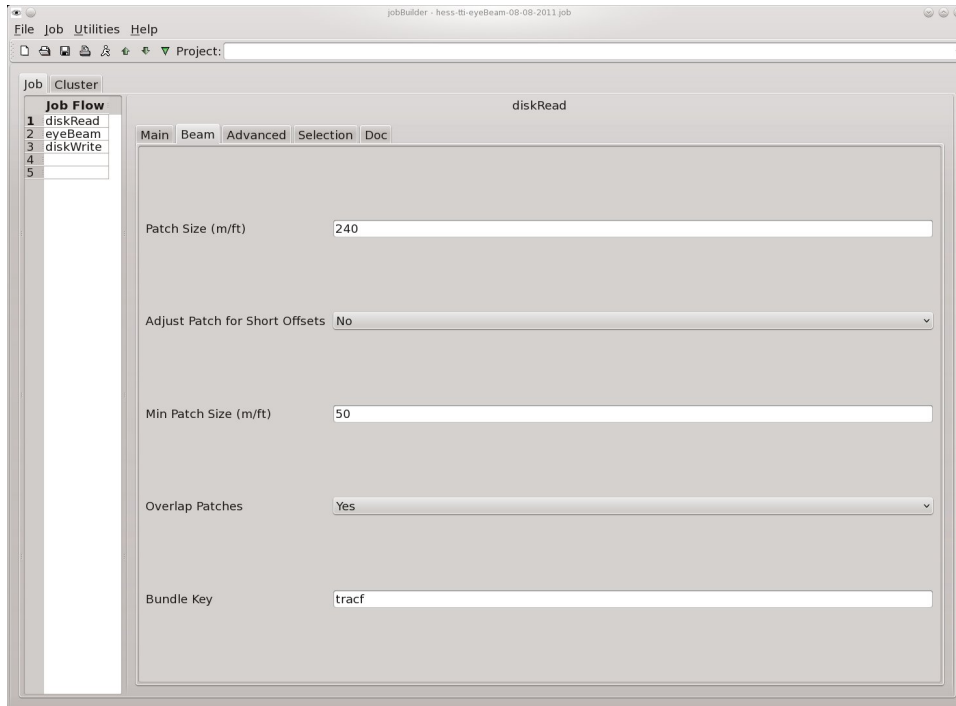 jobBuilder - hess-tti-eyeBeam-08-08-2011.job
File Job Utilities Help
Project:
Job Cluster
Job Flow
diskRead
1 diskRead
2 eyeBeam
3 diskWrite
4
5
Main Beam Advanced Selection Doc
Patch Size (m/ft) 240
Adjust Patch for Short Offsets No
Min Patch Size (m/ft) 50
Overlap Patches Yes
Bundle Key tracf